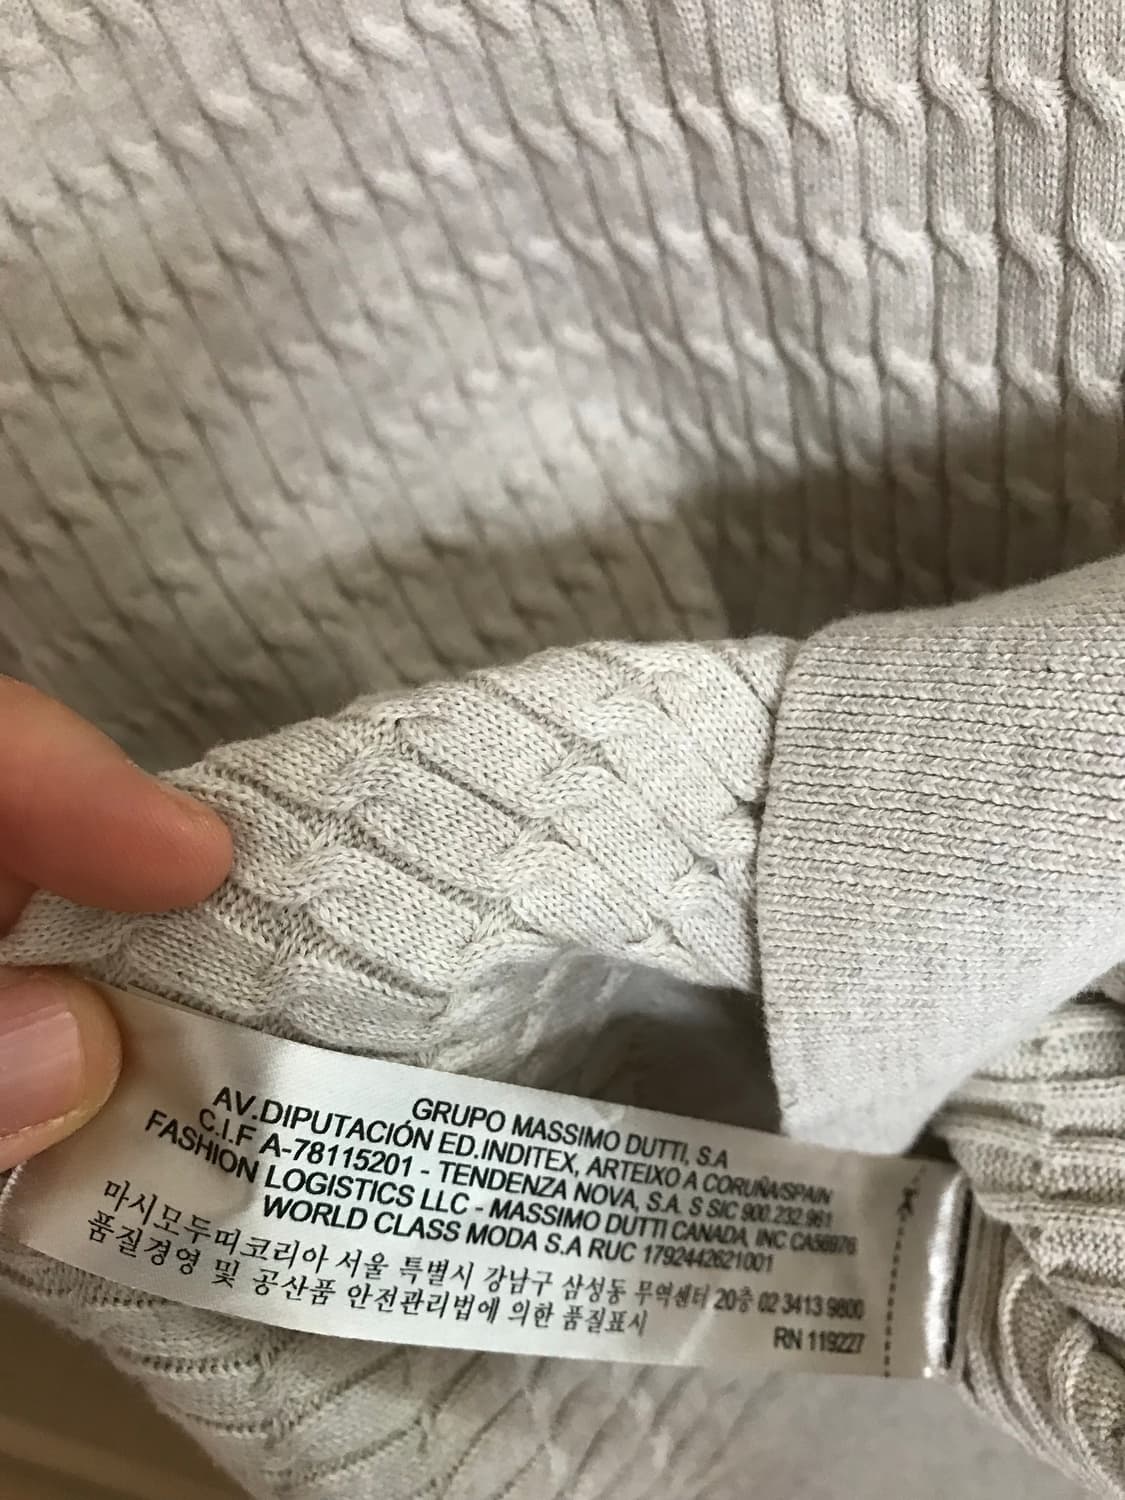 GRUPO MASSIMO DUTTI, S.A
AV.DIPUTACIÓN ED.INDITEX, ARTEIXO A CORUÑA/SPAIN
C.I.F A-78115201 - TENDENZA NOVA, S.A. S SIC 900.232.961
FASHION LOGISTICS LLC - MASSIMO DUTTI CANADA, INC CA56976
WORLD CLASS MODA S.A RUC 1792442621001
마시모두띠코리아 서울 특별시 강남구 삼성동 무역센터 20층 02 3413 9800
품질경영 및 공산품 안전관리법에 의한 품질표시
RN 119227